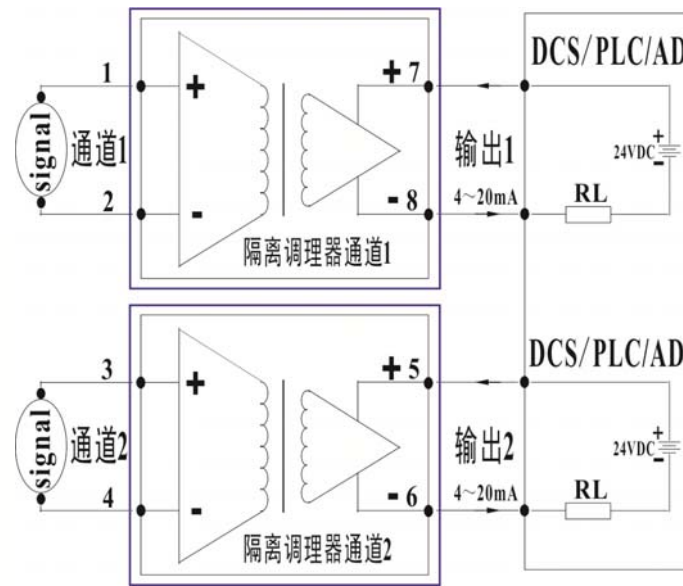 DCS/PLC/AD
1
+
+ 7
signal
通道1
输出1
24VDC
+
-
2
-
- 8
4～20mA
RL
隔离调理器通道1
DCS/PLC/AD
3
+
+ 5
signal
通道2
输出2
24VDC
+
-
4
-
- 6
4～20mA
RL
隔离调理器通道2